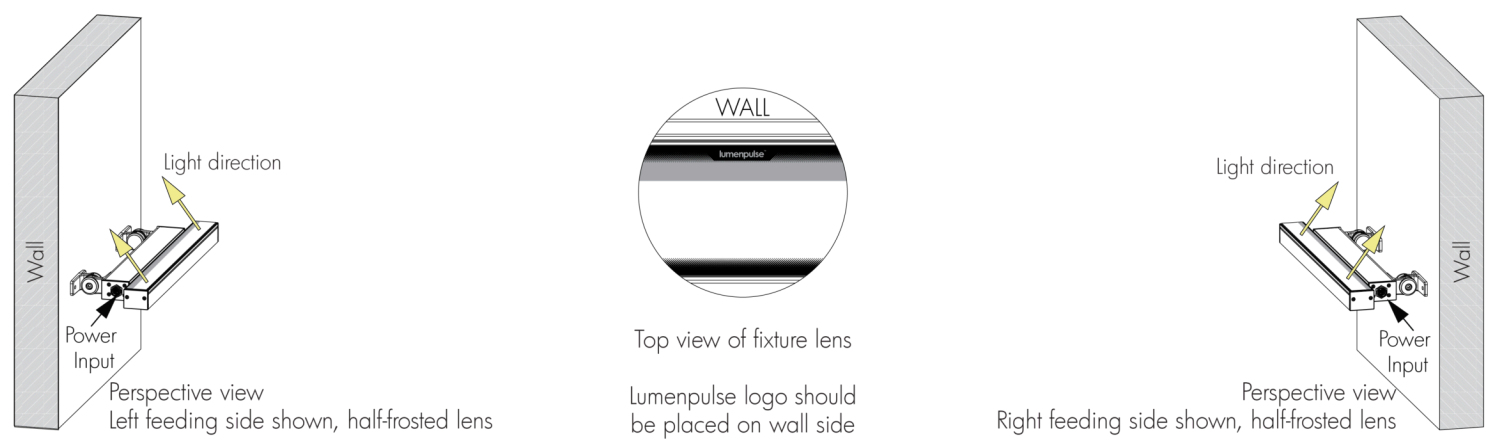 Wall
Light direction
Power
Input
Perspective view
Left feeding side shown, half-frosted lens
WALL
lumenpulse
Top view of fixture lens
Lumenpulse logo should
be placed on wall side
Light direction
Wall
Power
Input
Perspective view
Right feeding side shown, half-frosted lens